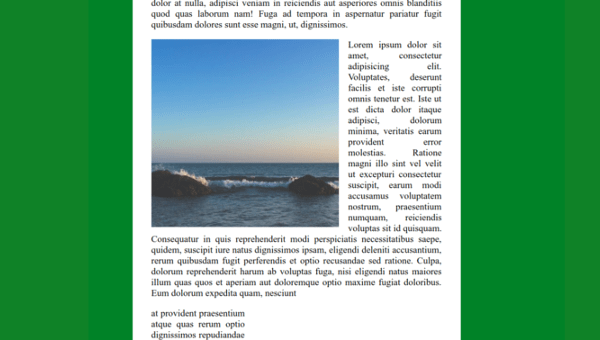 dolor at nulla, adipisci veniam in reiciendis aut asperiores omnis blanditiis
quod quas laborum nam! Fuga ad tempora in aspernatur pariatur fugit
quibusdam dolores sunt esse magni, ut, dignissimos.
Lorem ipsum dolor sit
amet, consectetur
adipisicing elit.
Voluptates, deserunt
facilis et iste corrupti
omnis tenetur est. Iste ut
est dicta dolor itaque
adipisci, dolorum
minima, veritatis earum
provident error
molestias. Ratione
magni illo sint vel velit
ut excepturi consectetur
suscipit, earum modi
accusamus voluptatem
nostrum, praesentium
numquam, reiciendis
voluptas sit id quisquam.
Consequatur in quis reprehenderit modi perspiciatis necessitatibus saepe,
quidem, suscipit iure natus dignissimos ipsam, eligendi deleniti accusantium,
rerum quibusdam fugit perferendis et optio recusandae sed ratione. Culpa,
dolorum reprehenderit harum ab voluptas fuga, nisi eligendi natus maiores
illum quas quos et aperiam aut doloremque optio maxime fugiat doloribus.
Eum dolorum expedita quam, nesciunt
at provident praesentium
atque quas rerum optio
dignissimos repudiandae